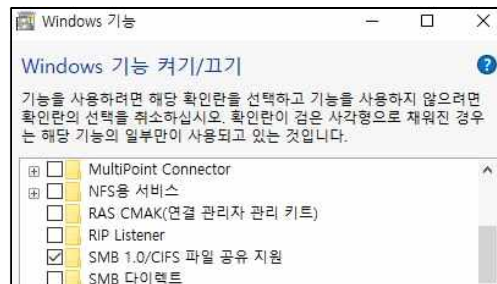 Windows 기능
Windows 기능 켜기/끄기
기능을 사용하려면 해당 확인란을 선택하고 기능을 사용하지 않으려면
확인란의 선택을 취소하십시오. 확인란이 검은 사각형으로 채워진 경우
는 해당 기능의 일부만이 사용되고 있는 것입니다.
MultiPoint Connector
NFS용 서비스
RAS CMAK(연결 관리자 관리 키트)
RIP Listener
SMB 1.0/CIFS 파일 공유 지원
SMB 다이렉트